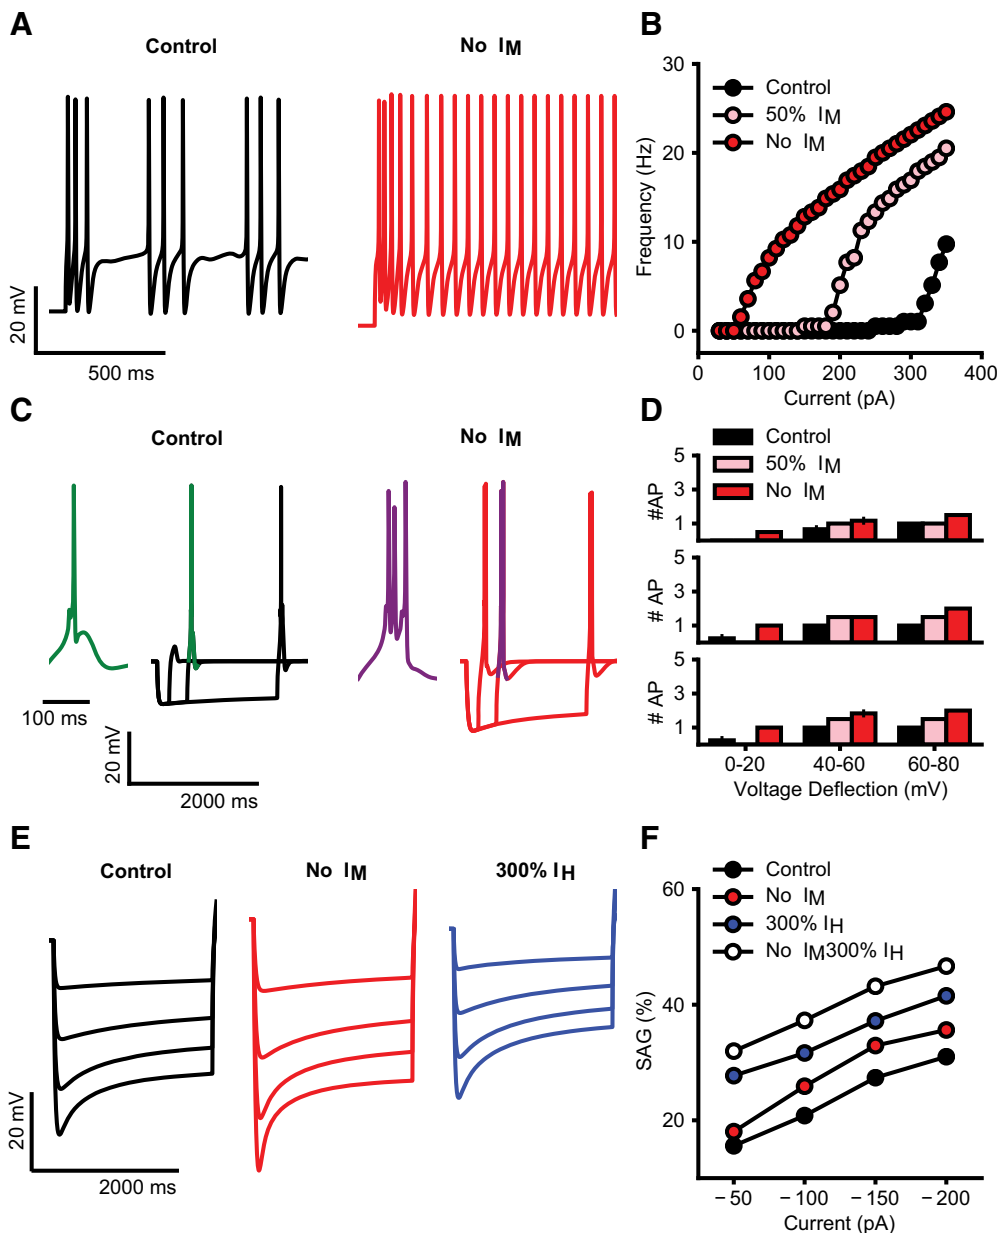 A
Control
No IM
20 mV
500 ms
B
30
20
10
0
Frequency (Hz)
Control
50% IM
No IM
0
100
200
300
400
Current (pA)
C
Control
No IM
100 ms
20 mV
2000 ms
D
Control
50% IM
No IM
5
3
1
#AP
5
3
1
# AP
5
3
1
# AP
0-20
40-60
60-80
Voltage Deflection (mV)
E
Control
No IM
300% IH
20 mV
2000 ms
F
Control
No IM
300% IH
No IM300% IH
60
40
20
SAG (%)
−50
−100
−150
−200
Current (pA)